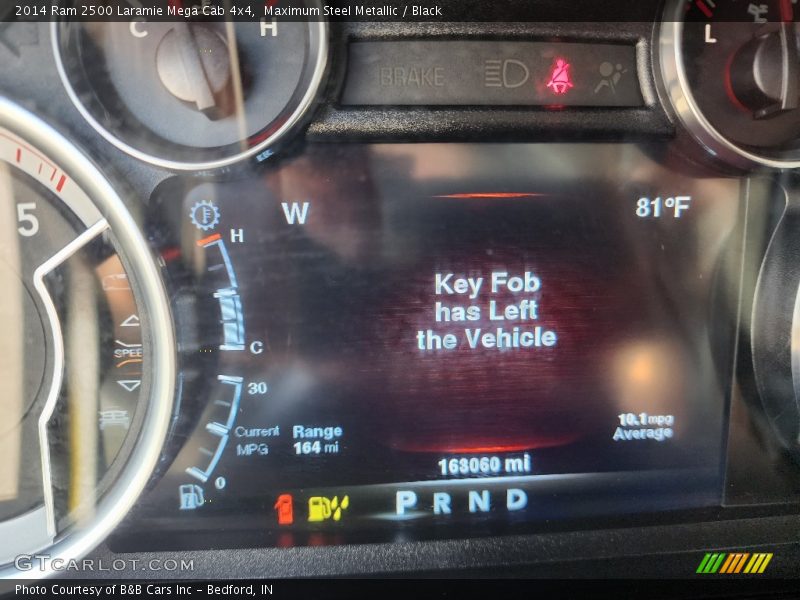 2014 Ram 2500 Laramie Mega Cab 4x4, Maximum Steel Metallic / Black
C H
BRAKE
L
5
W
81°F
H
Key Fob
has Left
the Vehicle
SPEED
C
30
Current
MPG
Range
164 mi
10.1 mpg
Average
0
163060 mi
P R N D
GTCARLOT.COM
Photo Courtesy of B&B Cars Inc - Bedford, IN